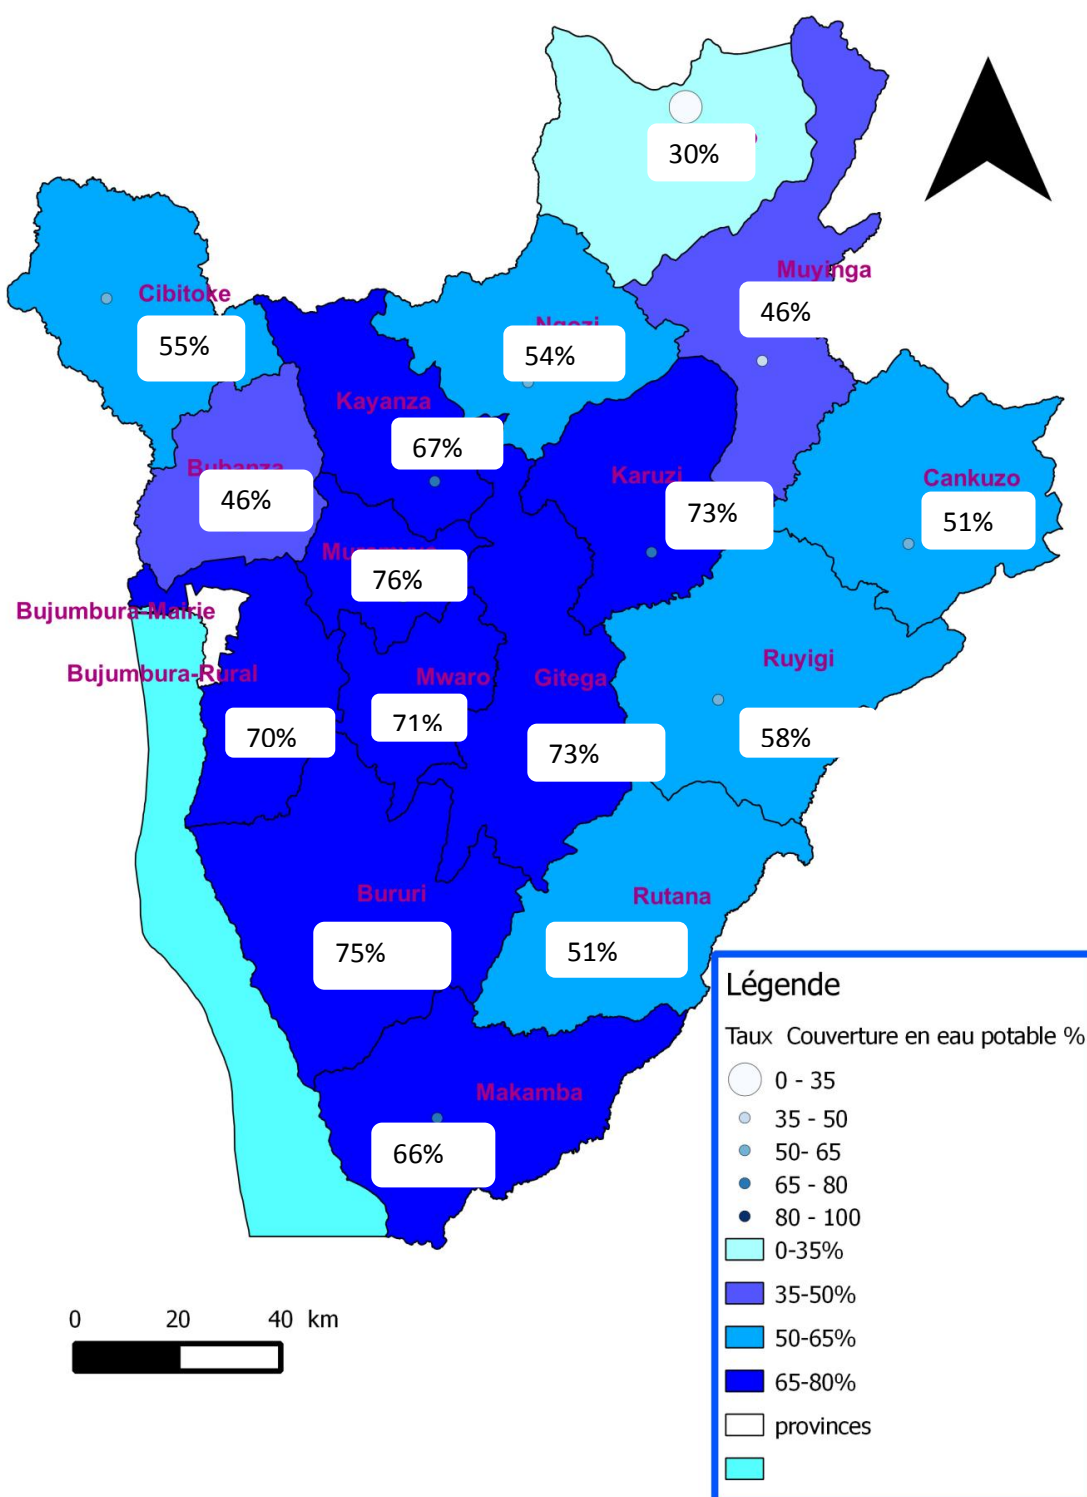 30%
Muyinga
46%
Cibitoke
55%
Ngozi
54%
Kayanza
67%
Bubanza
46%
Karuzi
73%
Cankuzo
51%
76%
Bujumbura-Mairie
Bujumbura-Rural
70%
Mwaro
71%
Gitega
73%
Ruyigi
58%
Bururi
75%
Rutana
51%
Makamba
66%
Légende
Taux Couverture en eau potable %
0 - 35
35 - 50
50- 65
65 - 80
80 - 100
0-35%
35-50%
50-65%
65-80%
provinces
0 20 40 km